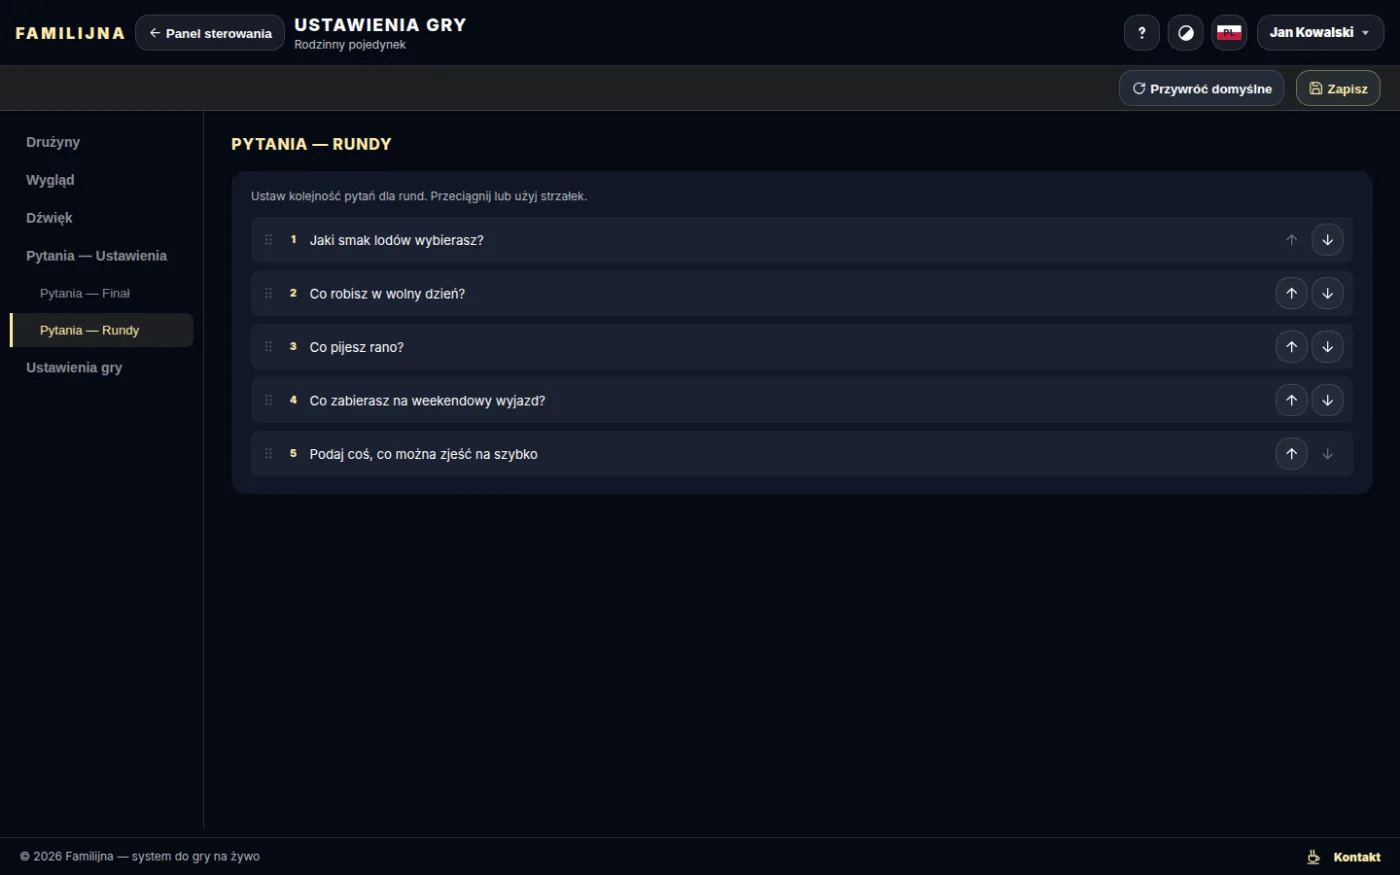 FAMILIJNA
← Panel sterowania
USTAWIENIA GRY
Rodzinny pojedynek
?
PL
Jan Kowalski
Przywróć domyślne
Zapisz
Drużyny
Wygląd
Dźwięk
Pytania — Ustawienia
Pytania — Finał
Pytania — Rundy
Ustawienia gry
PYTANIA — RUNDY
Ustaw kolejność pytań dla rund. Przeciągnij lub użyj strzałek.
1 Jaki smak lodów wybierasz?
2 Co robisz w wolny dzień?
3 Co pijesz rano?
4 Co zabierasz na weekendowy wyjazd?
5 Podaj coś, co można zjeść na szybko
© 2026 Familijna — system do gry na żywo
Kontakt